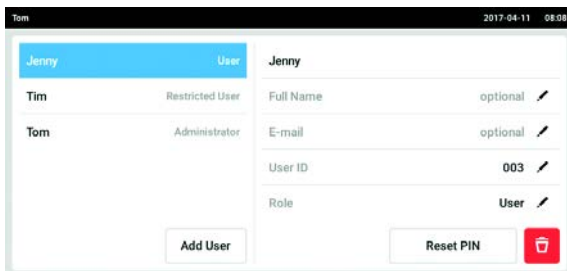 Tom 2017-04-11 08:08
Jenny User
Tim Restricted User
Tom Administrator
Add User
Jenny
Full Name optional
E-mail optional
User ID 003
Role User
Reset PIN